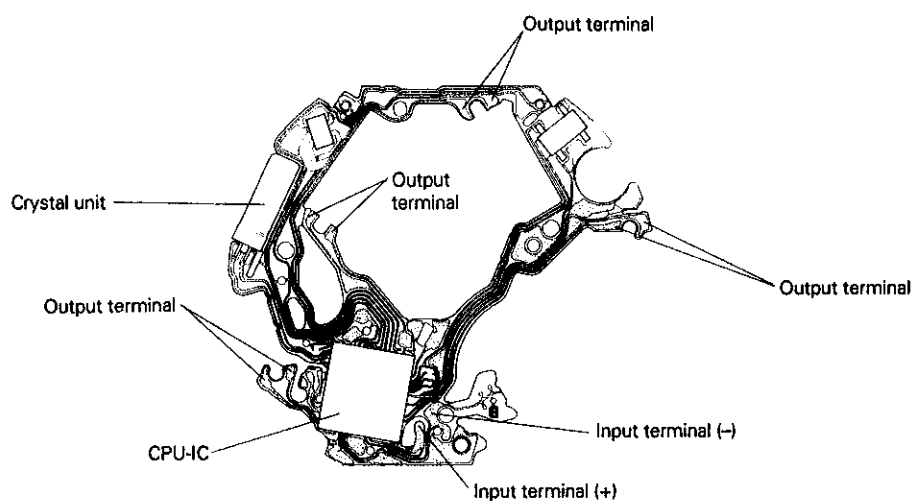 Output terminal
Output
terminal
Crystal unit
Output terminal
Output terminal
CPU-IC
Input terminal (–)
Input terminal (+)